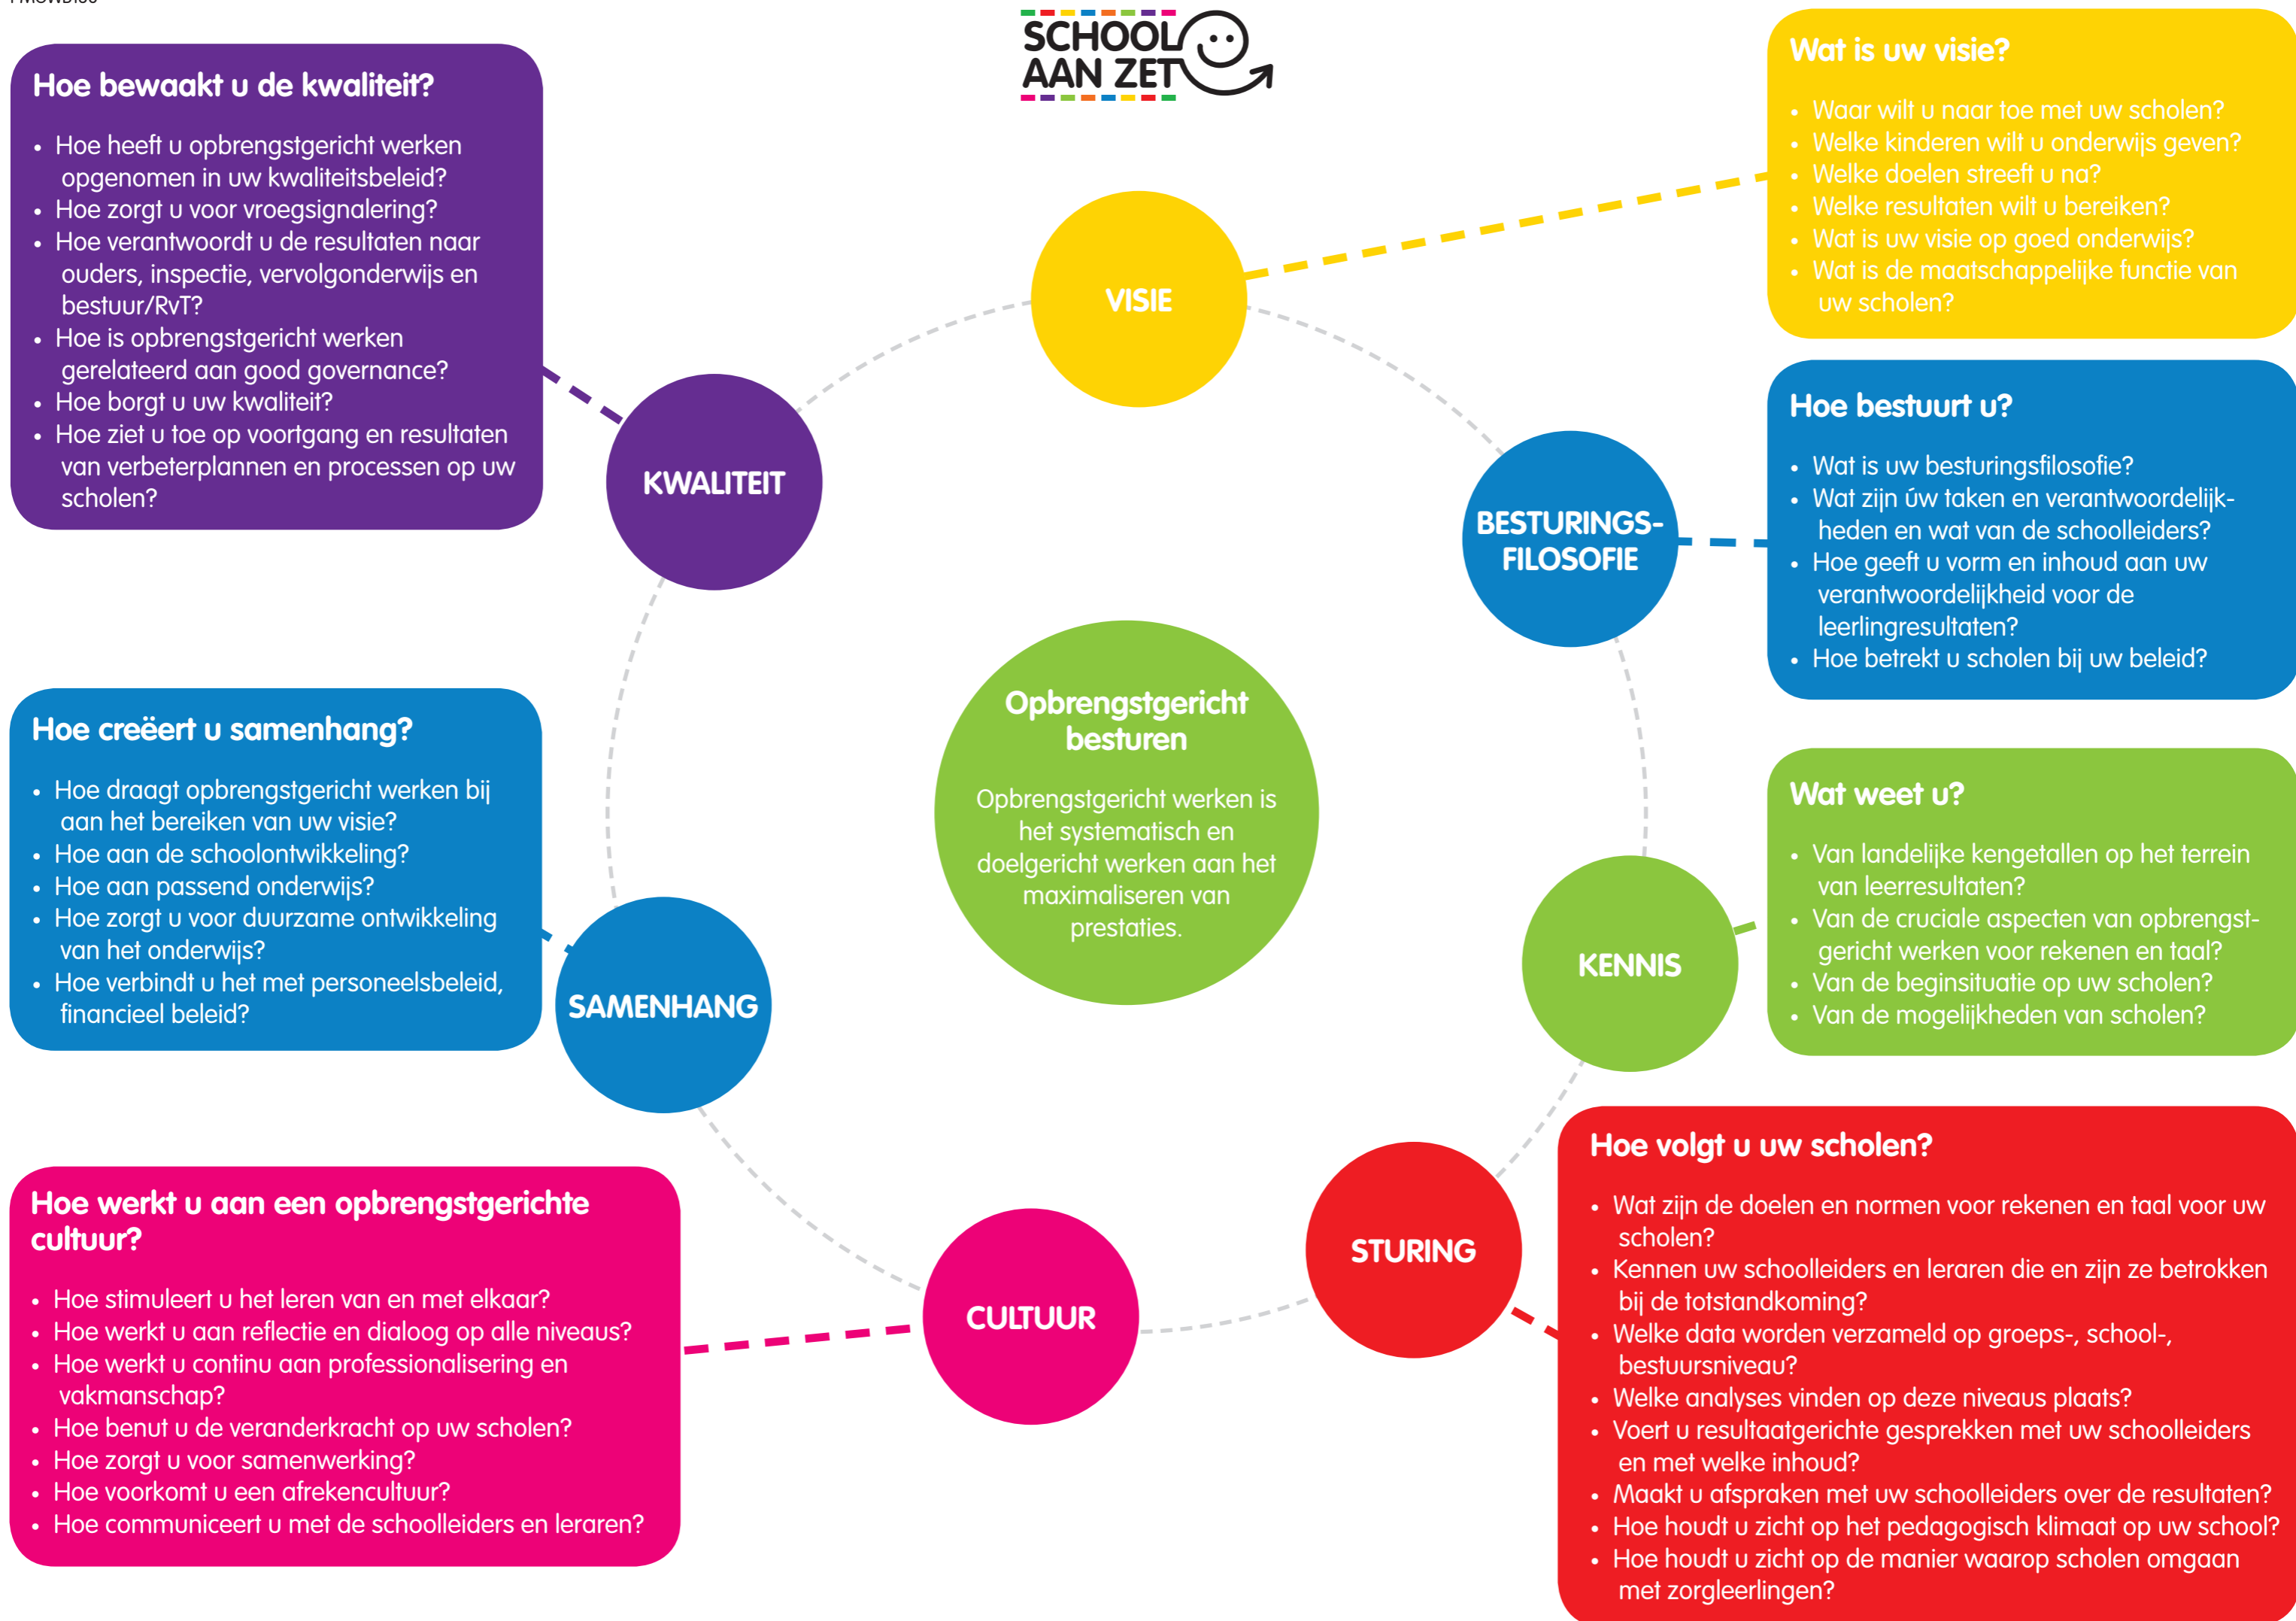 SCHOOL
AAN ZET
Hoe bewaakt u de kwaliteit?
• Hoe heeft u opbrengstgericht werken
opgenomen in uw kwaliteitsbeleid?
• Hoe zorgt u voor vroegsignalering?
• Hoe verantwoordt u de resultaten naar
ouders, inspectie, vervolgonderwijs en
bestuur/RvT?
• Hoe is opbrengstgericht werken
gerelateerd aan good governance?
• Hoe borgt u uw kwaliteit?
• Hoe ziet u toe op voortgang en resultaten
van verbeterplannen en processen op uw
scholen?
KWALITEIT
VISIE
Wat is uw visie?
• Waar wilt u naar toe met uw scholen?
• Welke kinderen wilt u onderwijs geven?
• Welke doelen streeft u na?
• Welke resultaten wilt u bereiken?
• Wat is uw visie op goed onderwijs?
• Wat is de maatschappelijke functie van
uw scholen?
BESTURINGS-
FILOSOFIE
Hoe bestuurt u?
• Wat is uw besturingsfilosofie?
• Wat zijn úw taken en verantwoordelijk-
heden en wat van de schoolleiders?
• Hoe geeft u vorm en inhoud aan uw
verantwoordelijkheid voor de
leerlingresultaten?
• Hoe betrekt u scholen bij uw beleid?
Opbrengstgericht
besturen
Opbrengstgericht werken is
het systematisch en
doelgericht werken aan het
maximaliseren van
prestaties.
Hoe creëert u samenhang?
• Hoe draagt opbrengstgericht werken bij
aan het bereiken van uw visie?
• Hoe aan de schoolontwikkeling?
• Hoe aan passend onderwijs?
• Hoe zorgt u voor duurzame ontwikkeling
van het onderwijs?
• Hoe verbindt u het met personeelsbeleid,
financieel beleid?
SAMENHANG
KENNIS
Wat weet u?
• Van landelijke kengetallen op het terrein
van leerresultaten?
• Van de cruciale aspecten van opbrengst-
gericht werken voor rekenen en taal?
• Van de beginsituatie op uw scholen?
• Van de mogelijkheden van scholen?
Hoe werkt u aan een opbrengstgerichte
cultuur?
• Hoe stimuleert u het leren van en met elkaar?
• Hoe werkt u aan reflectie en dialoog op alle niveaus?
• Hoe werkt u continu aan professionalisering en
vakmanschap?
• Hoe benut u de veranderkracht op uw scholen?
• Hoe zorgt u voor samenwerking?
• Hoe voorkomt u een afrekencultuur?
• Hoe communiceert u met de schoolleiders en leraren?
CULTUUR
STURING
Hoe volgt u uw scholen?
• Wat zijn de doelen en normen voor rekenen en taal voor uw
scholen?
• Kennen uw schoolleiders en leraren die en zijn ze betrokken
bij de totstandkoming?
• Welke data worden verzameld op groeps-, school-,
bestuursniveau?
• Welke analyses vinden op deze niveaus plaats?
• Voert u resultaatgerichte gesprekken met uw schoolleiders
en met welke inhoud?
• Maakt u afspraken met uw schoolleiders over de resultaten?
• Hoe houdt u zicht op het pedagogisch klimaat op uw school?
• Hoe houdt u zicht op de manier waarop scholen omgaan
met zorgleerlingen?